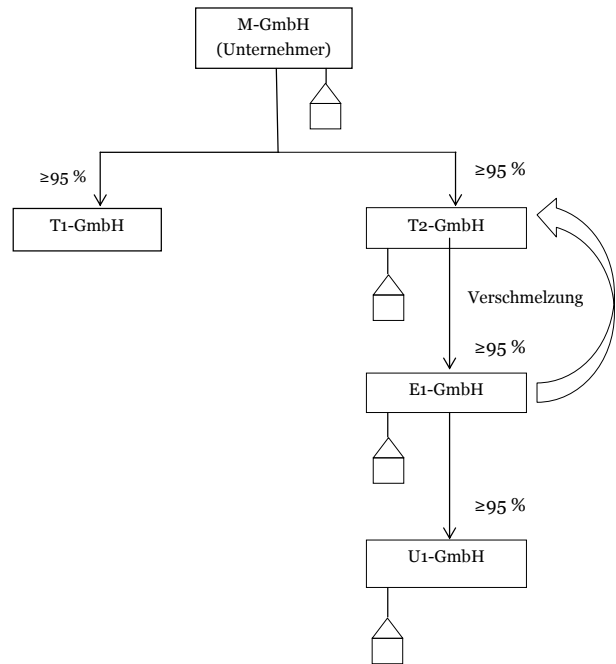 M-GmbH
(Unternehmer)
≥95 %
≥95 %
T1-GmbH
T2-GmbH
Verschmelzung
≥95 %
E1-GmbH
≥95 %
U1-GmbH